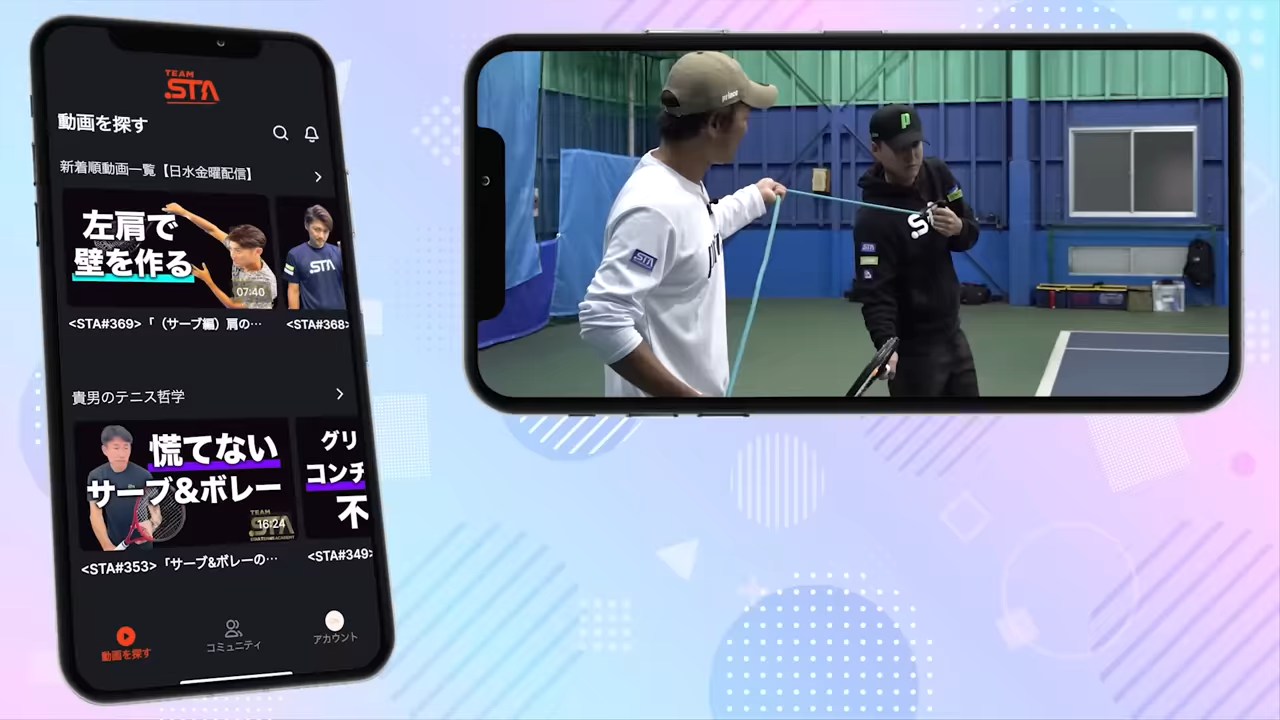 TEAM
.STA
動画を探す
新着順動画一覧【日水金曜配信】
左肩で
壁を作る
07:40
.STA
<STA#369>「（サーブ編）肩の…
<STA#368>
貴男のテニス哲学
慌てない
サーブ&ボレー
TEAM
.STA
16:24
グリ
コンチ
不
<STA#353>「サーブ&ボレーの…
<STA#349>
動画を探す
コミュニティ
アカウント
prince
.STA